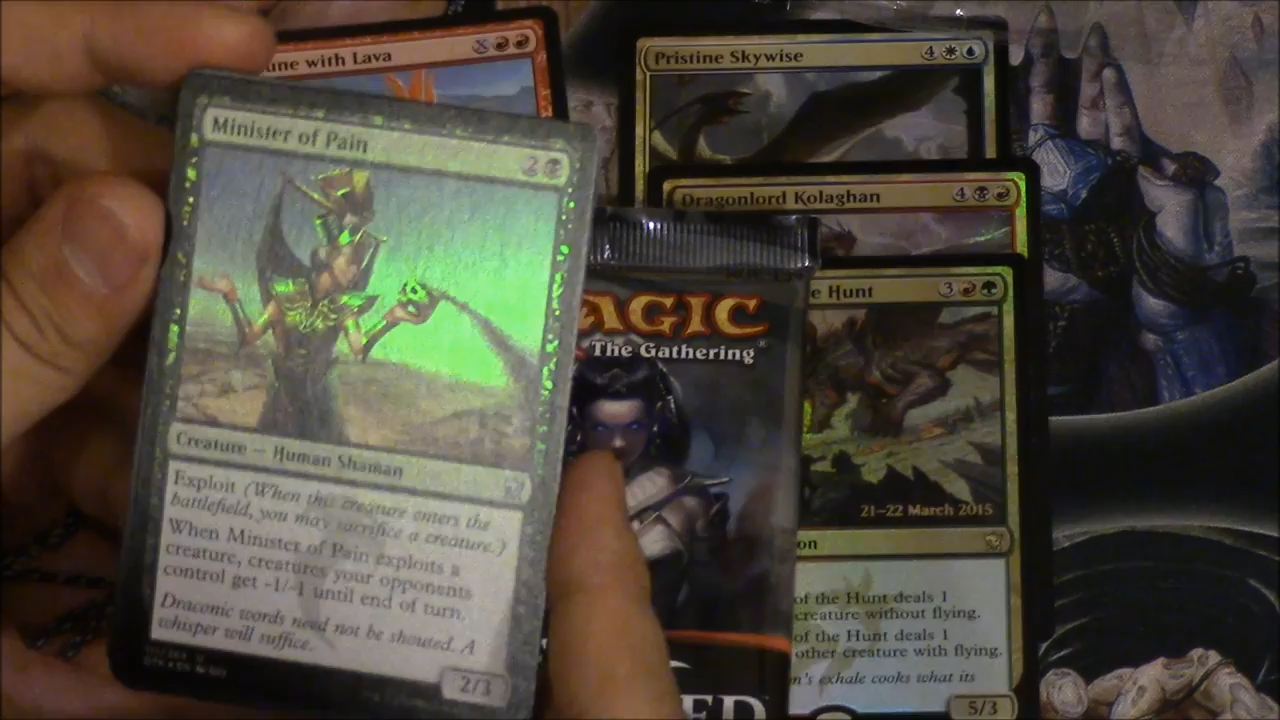 Minister of Pain
2
Creature — Human Shaman
Exploit (When this creature enters the
battlefield, you may sacrifice a creature.)
When Minister of Pain exploits a
creature, creatures your opponents
control get -1/-1 until end of turn.
Draconic words need not be shouted. A
whisper will suffice.
2/3
with Lava
X
Pristine Skywise
4
Dragonlord Kolaghan
4
AGIC
The Gathering®
Hunt
3
21–22 March 2015
of the Hunt deals 1
creature without flying.
of the Hunt deals 1
other creature with flying.
exhale cooks what its
5/3